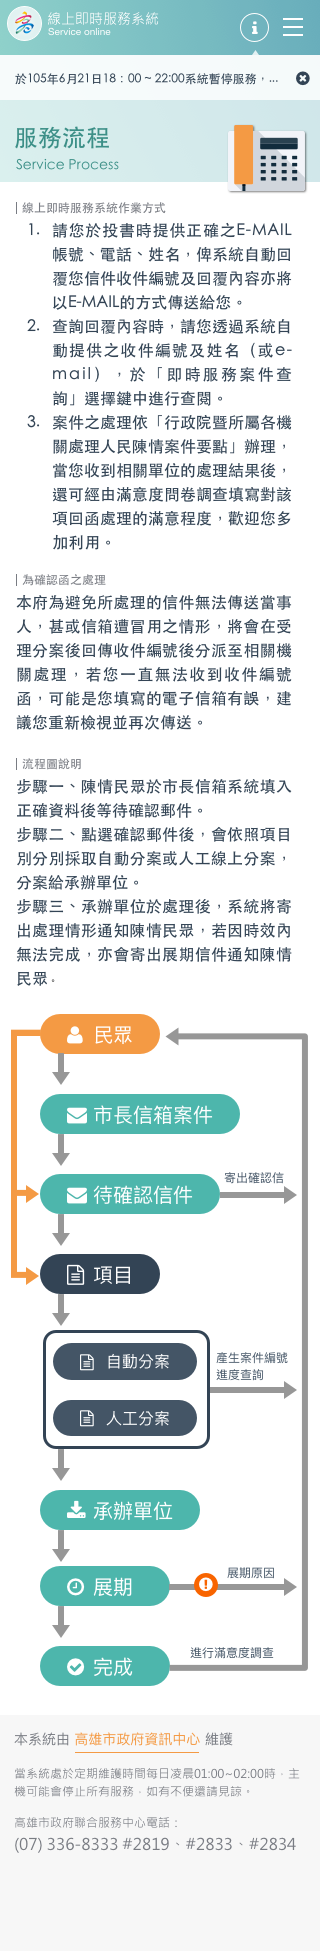 線上即時服務系統
Service online
於105年6月21日18：00 ~ 22:00系統暫停服務，...
服務流程
Service Process
線上即時服務系統作業方式
1. 請您於投書時提供正確之E-MAIL
帳號、電話、姓名，俾系統自動回
覆您信件收件編號及回覆內容亦將
以E-MAIL的方式傳送給您。
2. 查詢回覆內容時，請您透過系統自
動提供之收件編號及姓名（或e-
mail），於「即時服務案件查
詢」選擇鍵中進行查閱。
3. 案件之處理依「行政院暨所屬各機
關處理人民陳情案件要點」辦理，
當您收到相關單位的處理結果後，
還可經由滿意度問卷調查填寫對該
項回函處理的滿意程度，歡迎您多
加利用。
為確認函之處理
本府為避免所處理的信件無法傳送當事
人，甚或信箱遭冒用之情形，將會在受
理分案後回傳收件編號後分派至相關機
關處理，若您一直無法收到收件編號
函，可能是您填寫的電子信箱有誤，建
議您重新檢視並再次傳送。
流程圖說明
步驟一、陳情民眾於市長信箱系統填入
正確資料後等待確認郵件。
步驟二、點選確認郵件後，會依照項目
別分別採取自動分案或人工線上分案，
分案給承辦單位。
步驟三、承辦單位於處理後，系統將寄
出處理情形通知陳情民眾，若因時效內
無法完成，亦會寄出展期信件通知陳情
民眾。
民眾
市長信箱案件
待確認信件
寄出確認信
項目
自動分案
人工分案
產生案件編號
進度查詢
承辦單位
展期
展期原因
完成
進行滿意度調查
本系統由 高雄市政府資訊中心 維護
當系統處於定期維護時間每日凌晨01:00~02:00時，主
機可能會停止所有服務，如有不便還請見諒。
高雄市政府聯合服務中心電話：
(07) 336-8333 #2819、#2833、#2834